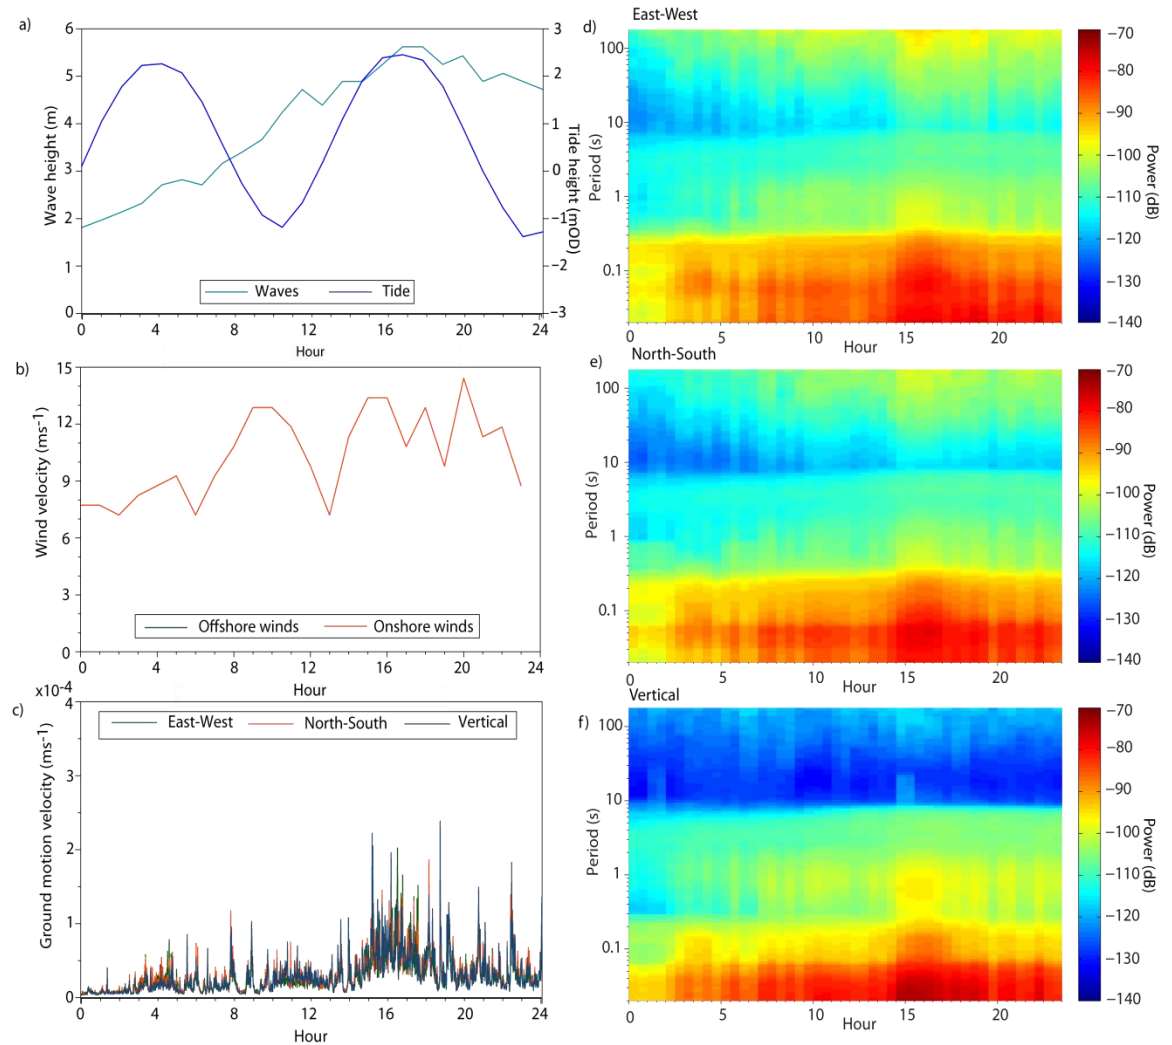 a)
6
5
4
3
2
1
0
Wave height (m)
3
2
1
0
−1
−2
−3
Tide height (mOD)
Waves
Tide
0
4
8
12
16
20
24
Hour
b)
15
12
9
6
3
0
Wind velocity (ms-1)
Offshore winds
Onshore winds
0
4
8
12
16
20
24
Hour
x10-4
c)
4
3
2
1
0
Ground motion velocity (ms-1)
East-West
North-South
Vertical
0
4
8
12
16
20
24
Hour
d)
East-West
100
10
1
0.1
Period (s)
0
5
10
15
20
Hour
−70
−80
−90
−100
−110
−120
−130
−140
Power (dB)
North-South
e)
100
10
1
0.1
Period (s)
0
5
10
15
20
Hour
−70
−80
−90
−100
−110
−120
−130
−140
Power (dB)
Vertical
f)
100
10
1
0.1
Period (s)
0
5
10
15
20
Hour
−70
−80
−90
−100
−110
−120
−130
−140
Power (dB)